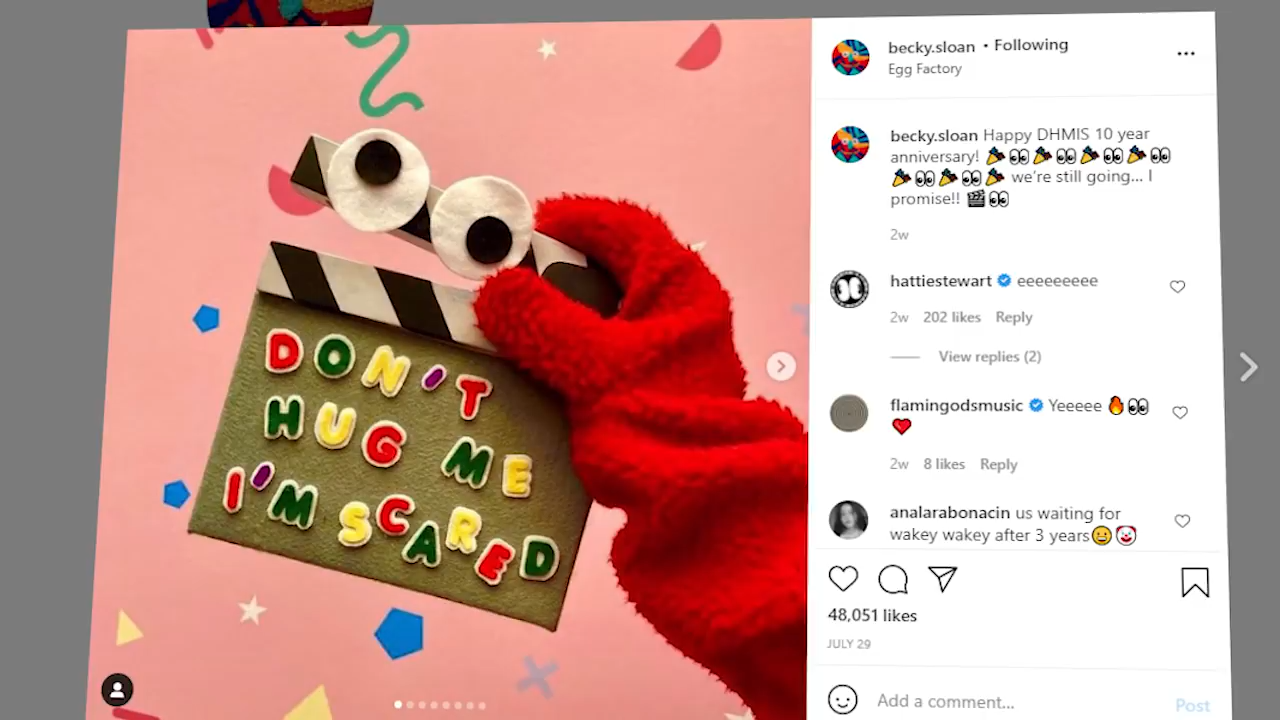 DON'T
HUG ME
I'M SCARED
becky.sloan • Following
Egg Factory
becky.sloan Happy DHMIS 10 year
anniversary! 🎉👀🎉👀🎉👀🎉👀
🎉👀🎉👀🎉 we're still going... I
promise!! 🎬👀
2w
hattiestewart eeeeeeeee
2w 202 likes Reply
View replies (2)
flamingodsmusic Yeeeee 🔥👀
❤️
2w 8 likes Reply
analarabonacin us waiting for
wakey wakey after 3 years😀🤡
48,051 likes
JULY 29
Add a comment... Post